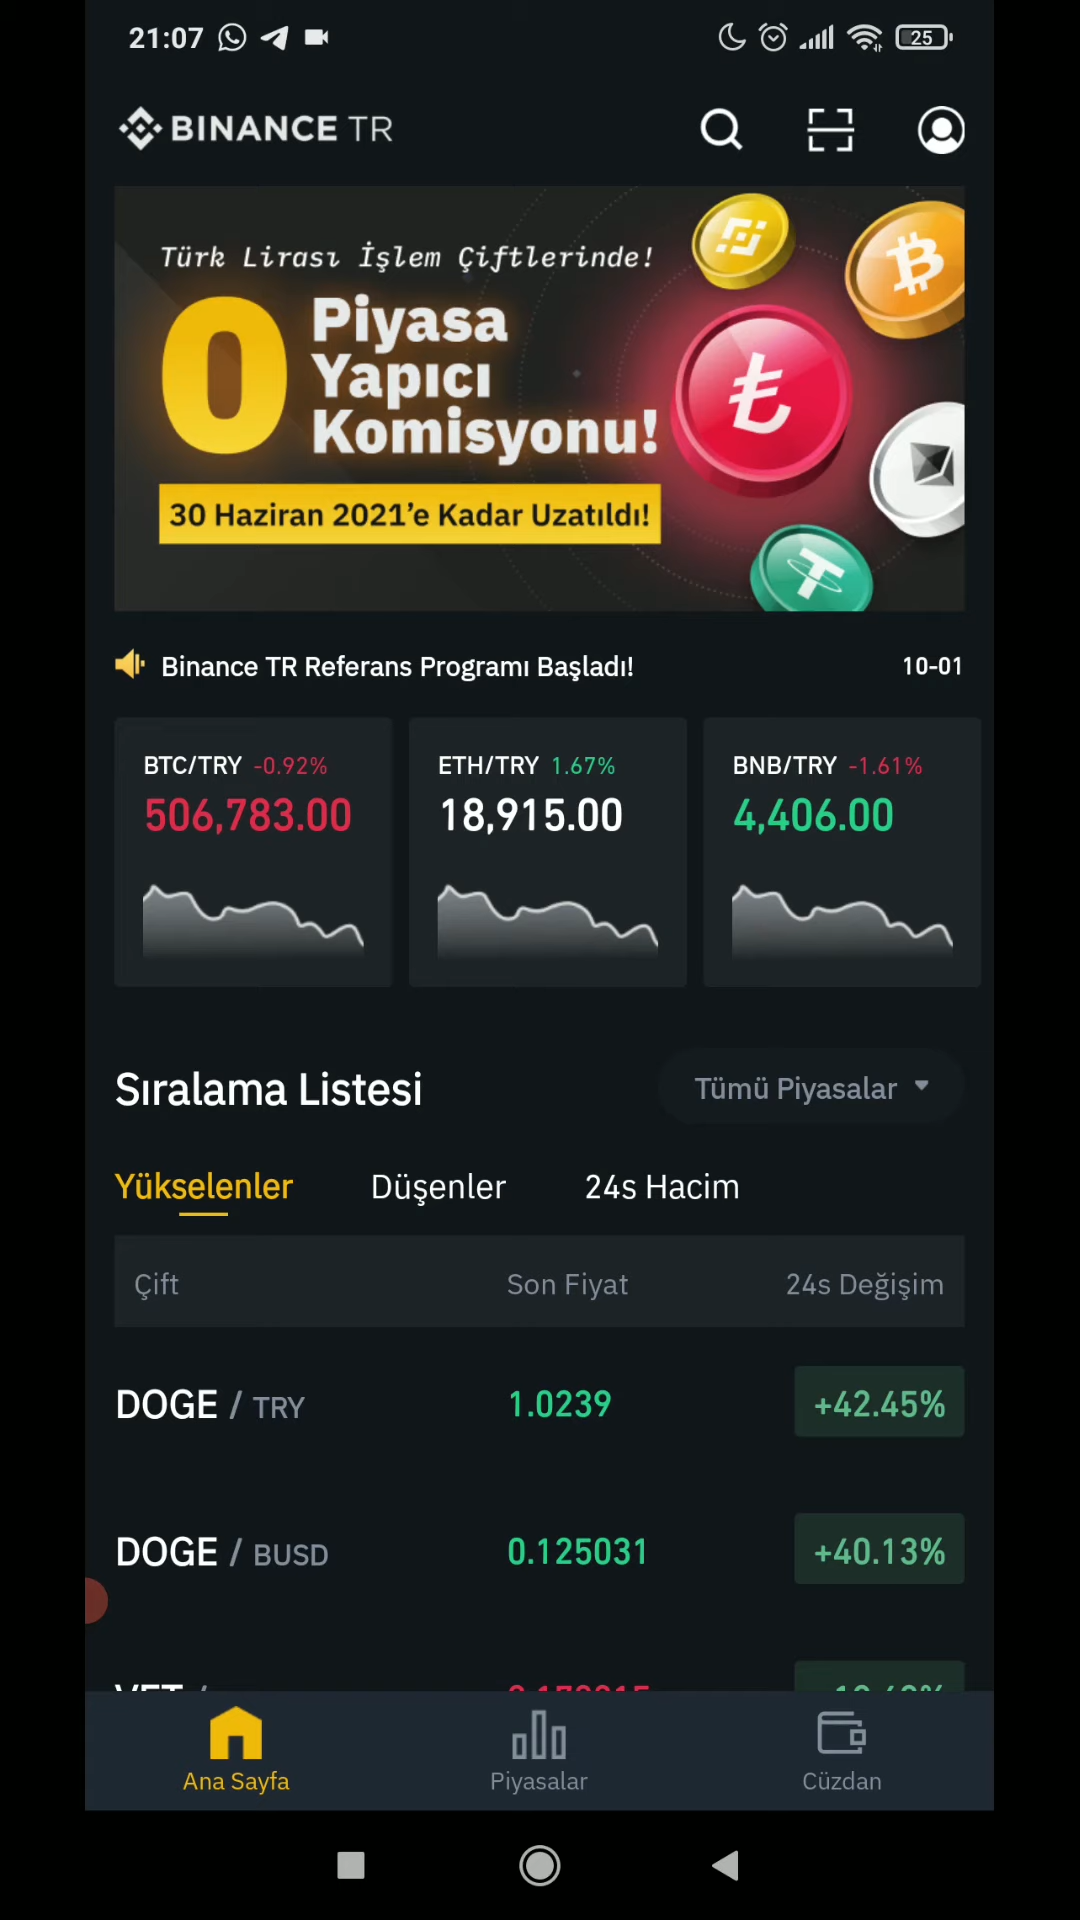 21:07
25
BINANCE TR
Türk Lirası İşlem Çiftlerinde!
0 Piyasa
Yapıcı
Komisyonu!
30 Haziran 2021’e Kadar Uzatıldı!
Binance TR Referans Programı Başladı! 10-01
BTC/TRY -0.92% ETH/TRY 1.67% BNB/TRY -1.61%
506,783.00 18,915.00 4,406.00
Sıralama Listesi Tümü Piyasalar
Yükselenler Düşenler 24s Hacim
Çift Son Fiyat 24s Değişim
DOGE / TRY 1.0239 +42.45%
DOGE / BUSD 0.125031 +40.13%
Ana Sayfa Piyasalar Cüzdan